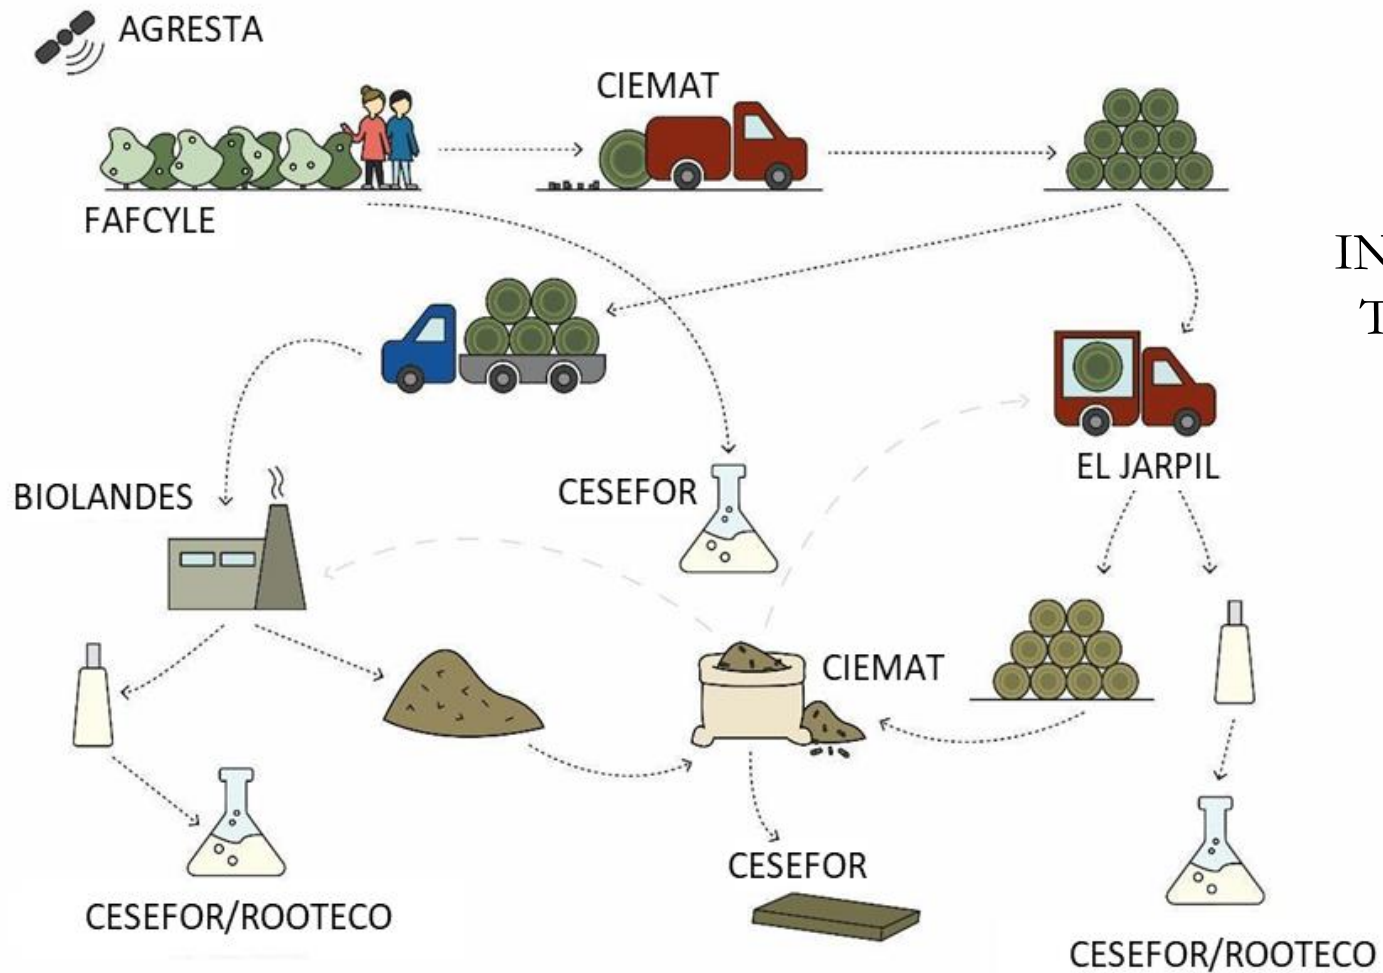 AGRESTA
CIEMAT
FAFCYLE
EL JARPIL
BIOLANDES
CESEFOR
CIEMAT
CESEFOR
CESEFOR/ROOTECO
CESEFOR/ROOTECO